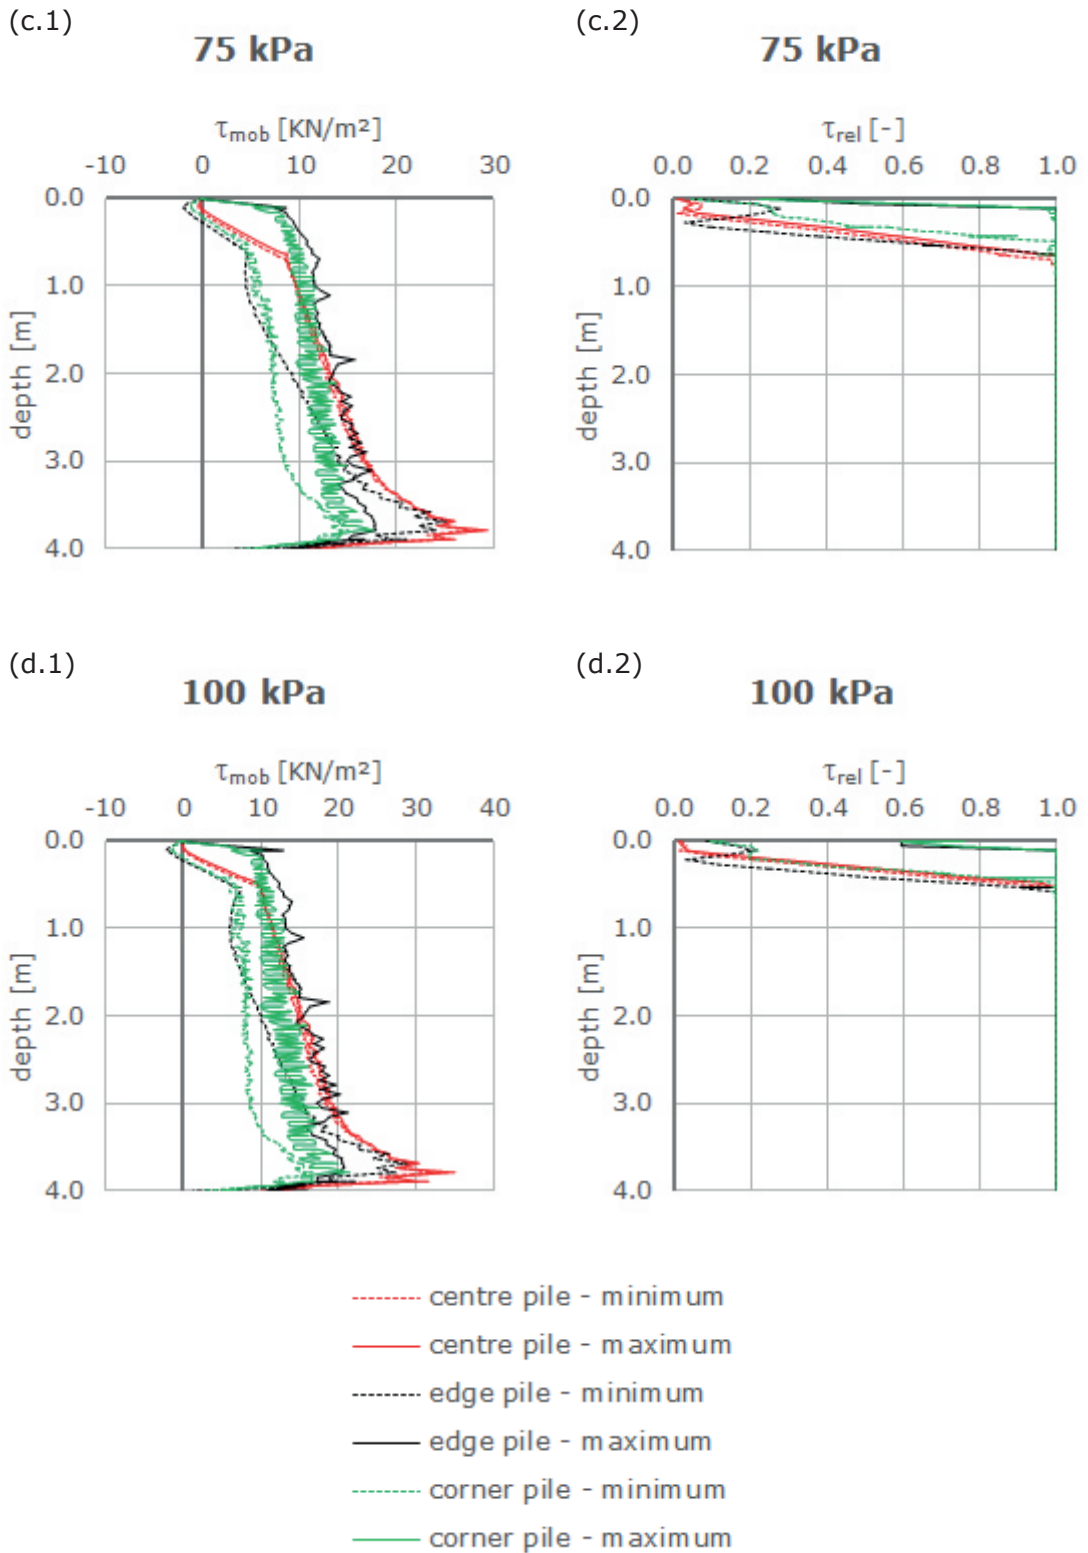 (c.1)
75 kPa
τmob [KN/m²]
-10 0 10 20 30
0.0
1.0
2.0
3.0
4.0
depth [m]
(c.2)
75 kPa
τrel [-]
0.0 0.2 0.4 0.6 0.8 1.0
0.0
1.0
2.0
3.0
4.0
depth [m]
(d.1)
100 kPa
τmob [KN/m²]
-10 0 10 20 30 40
0.0
1.0
2.0
3.0
4.0
depth [m]
(d.2)
100 kPa
τrel [-]
0.0 0.2 0.4 0.6 0.8 1.0
0.0
1.0
2.0
3.0
4.0
depth [m]
centre pile - minimum
centre pile - maximum
edge pile - minimum
edge pile - maximum
corner pile - minimum
corner pile - maximum